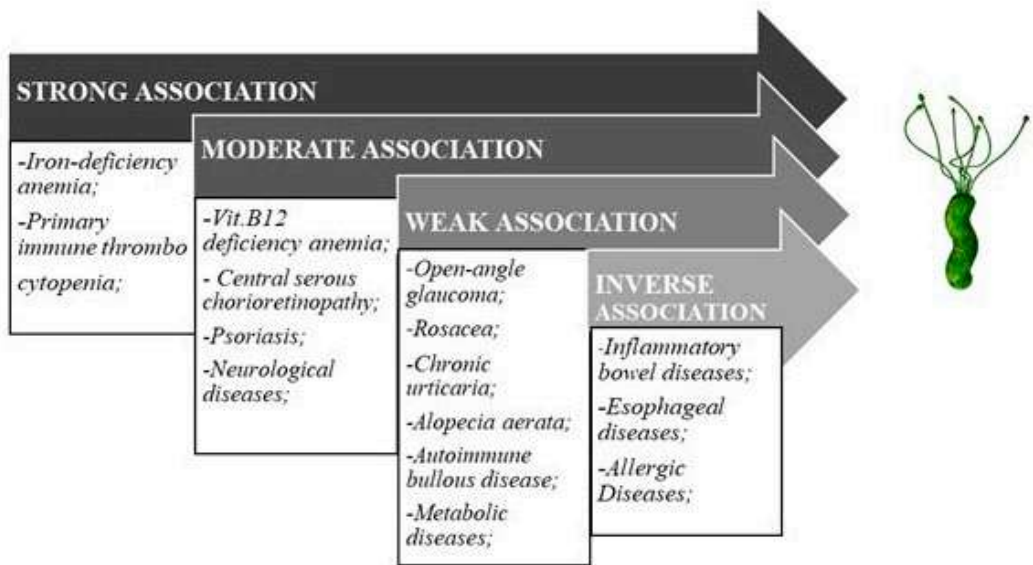 STRONG ASSOCIATION
-Iron-deficiency
anemia;
-Primary
immune thrombo
cytopenia;
MODERATE ASSOCIATION
-Vit.B12
deficiency anemia;
- Central serous
chorioretinopathy;
-Psoriasis;
-Neurological
diseases;
WEAK ASSOCIATION
-Open-angle
glaucoma;
-Rosacea;
-Chronic
urticaria;
-Alopecia aerata;
-Autoimmune
bullous disease;
-Metabolic
diseases;
INVERSE
ASSOCIATION
-Inflammatory
bowel diseases;
-Esophageal
diseases;
-Allergic
Diseases;